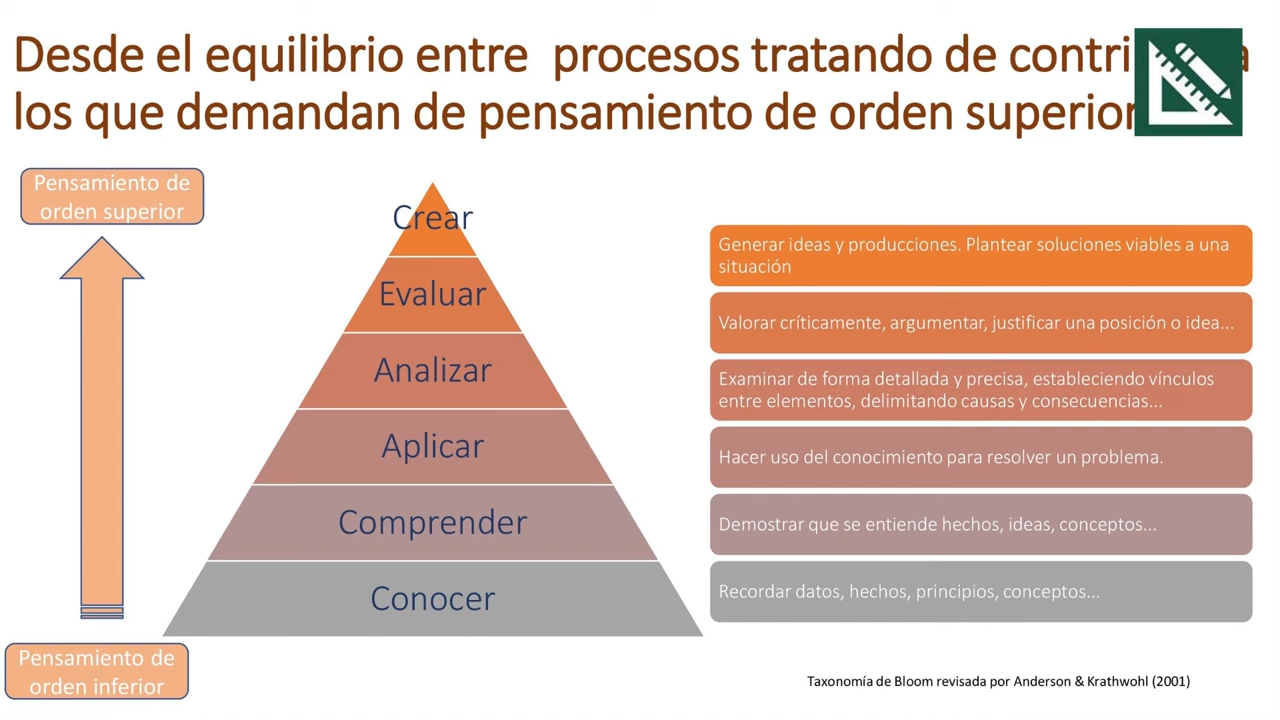 Desde el equilibrio entre  procesos tratando de contri a
los que demandan de pensamiento de orden superior
Pensamiento de
orden superior
Crear
Evaluar
Analizar
Aplicar
Comprender
Conocer
Generar ideas y producciones. Plantear soluciones viables a una
situación
Valorar críticamente, argumentar, justificar una posición o idea...
Examinar de forma detallada y precisa, estableciendo vínculos
entre elementos, delimitando causas y consecuencias...
Hacer uso del conocimiento para resolver un problema.
Demostrar que se entiende hechos, ideas, conceptos...
Recordar datos, hechos, principios, conceptos...
Pensamiento de
orden inferior
Taxonomía de Bloom revisada por Anderson & Krathwohl (2001)